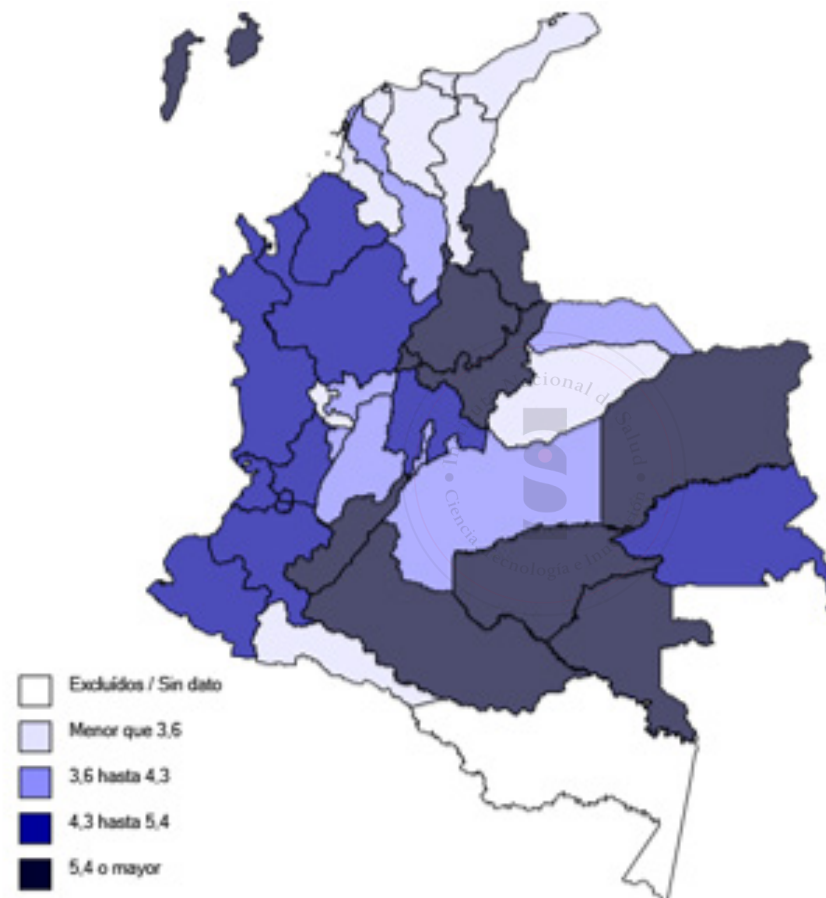 Excluídos / Sin dato
Menor que 3,6
3,6 hasta 4,3
4,3 hasta 5,4
5,4 o mayor